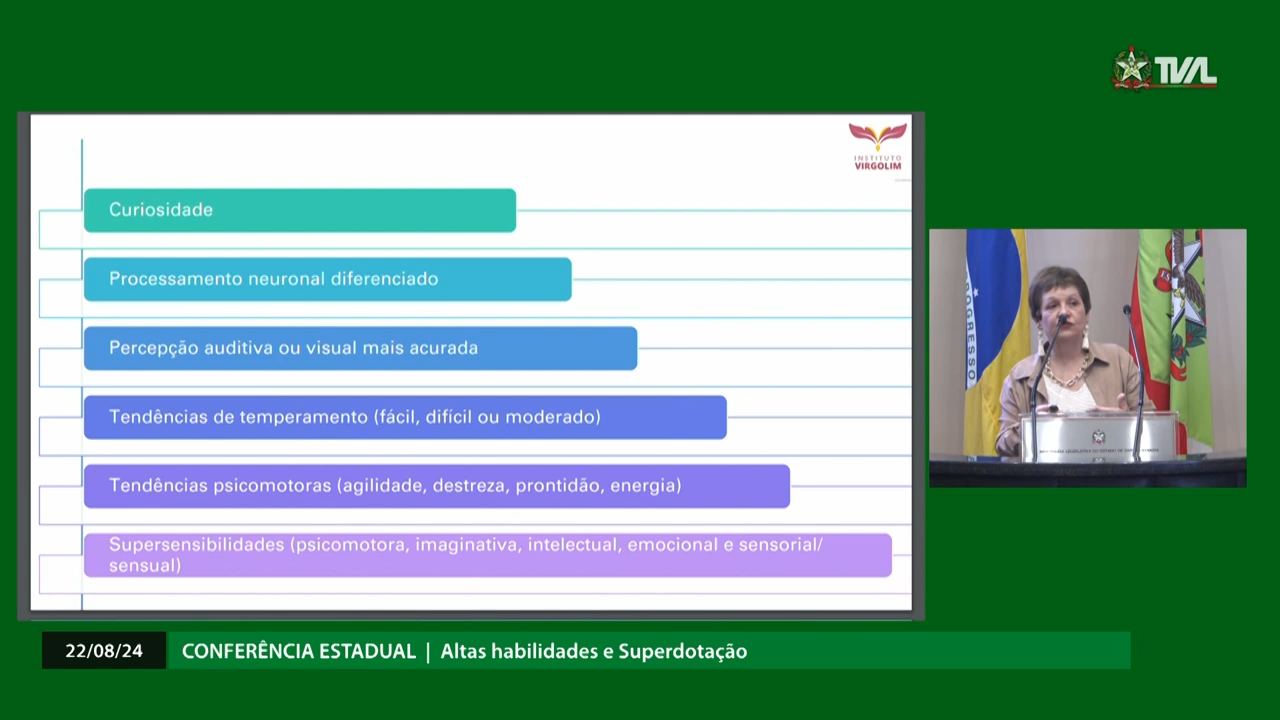 TVAL
INSTITUTO
VIRGOLIM
Curiosidade
Processamento neuronal diferenciado
Percepção auditiva ou visual mais acurada
Tendências de temperamento (fácil, difícil ou moderado)
Tendências psicomotoras (agilidade, destreza, prontidão, energia)
Supersensibilidades (psicomotora, imaginativa, intelectual, emocional e sensorial/
sensual)
ROGRESSO
22/08/24
CONFERÊNCIA ESTADUAL | Altas habilidades e Superdotação